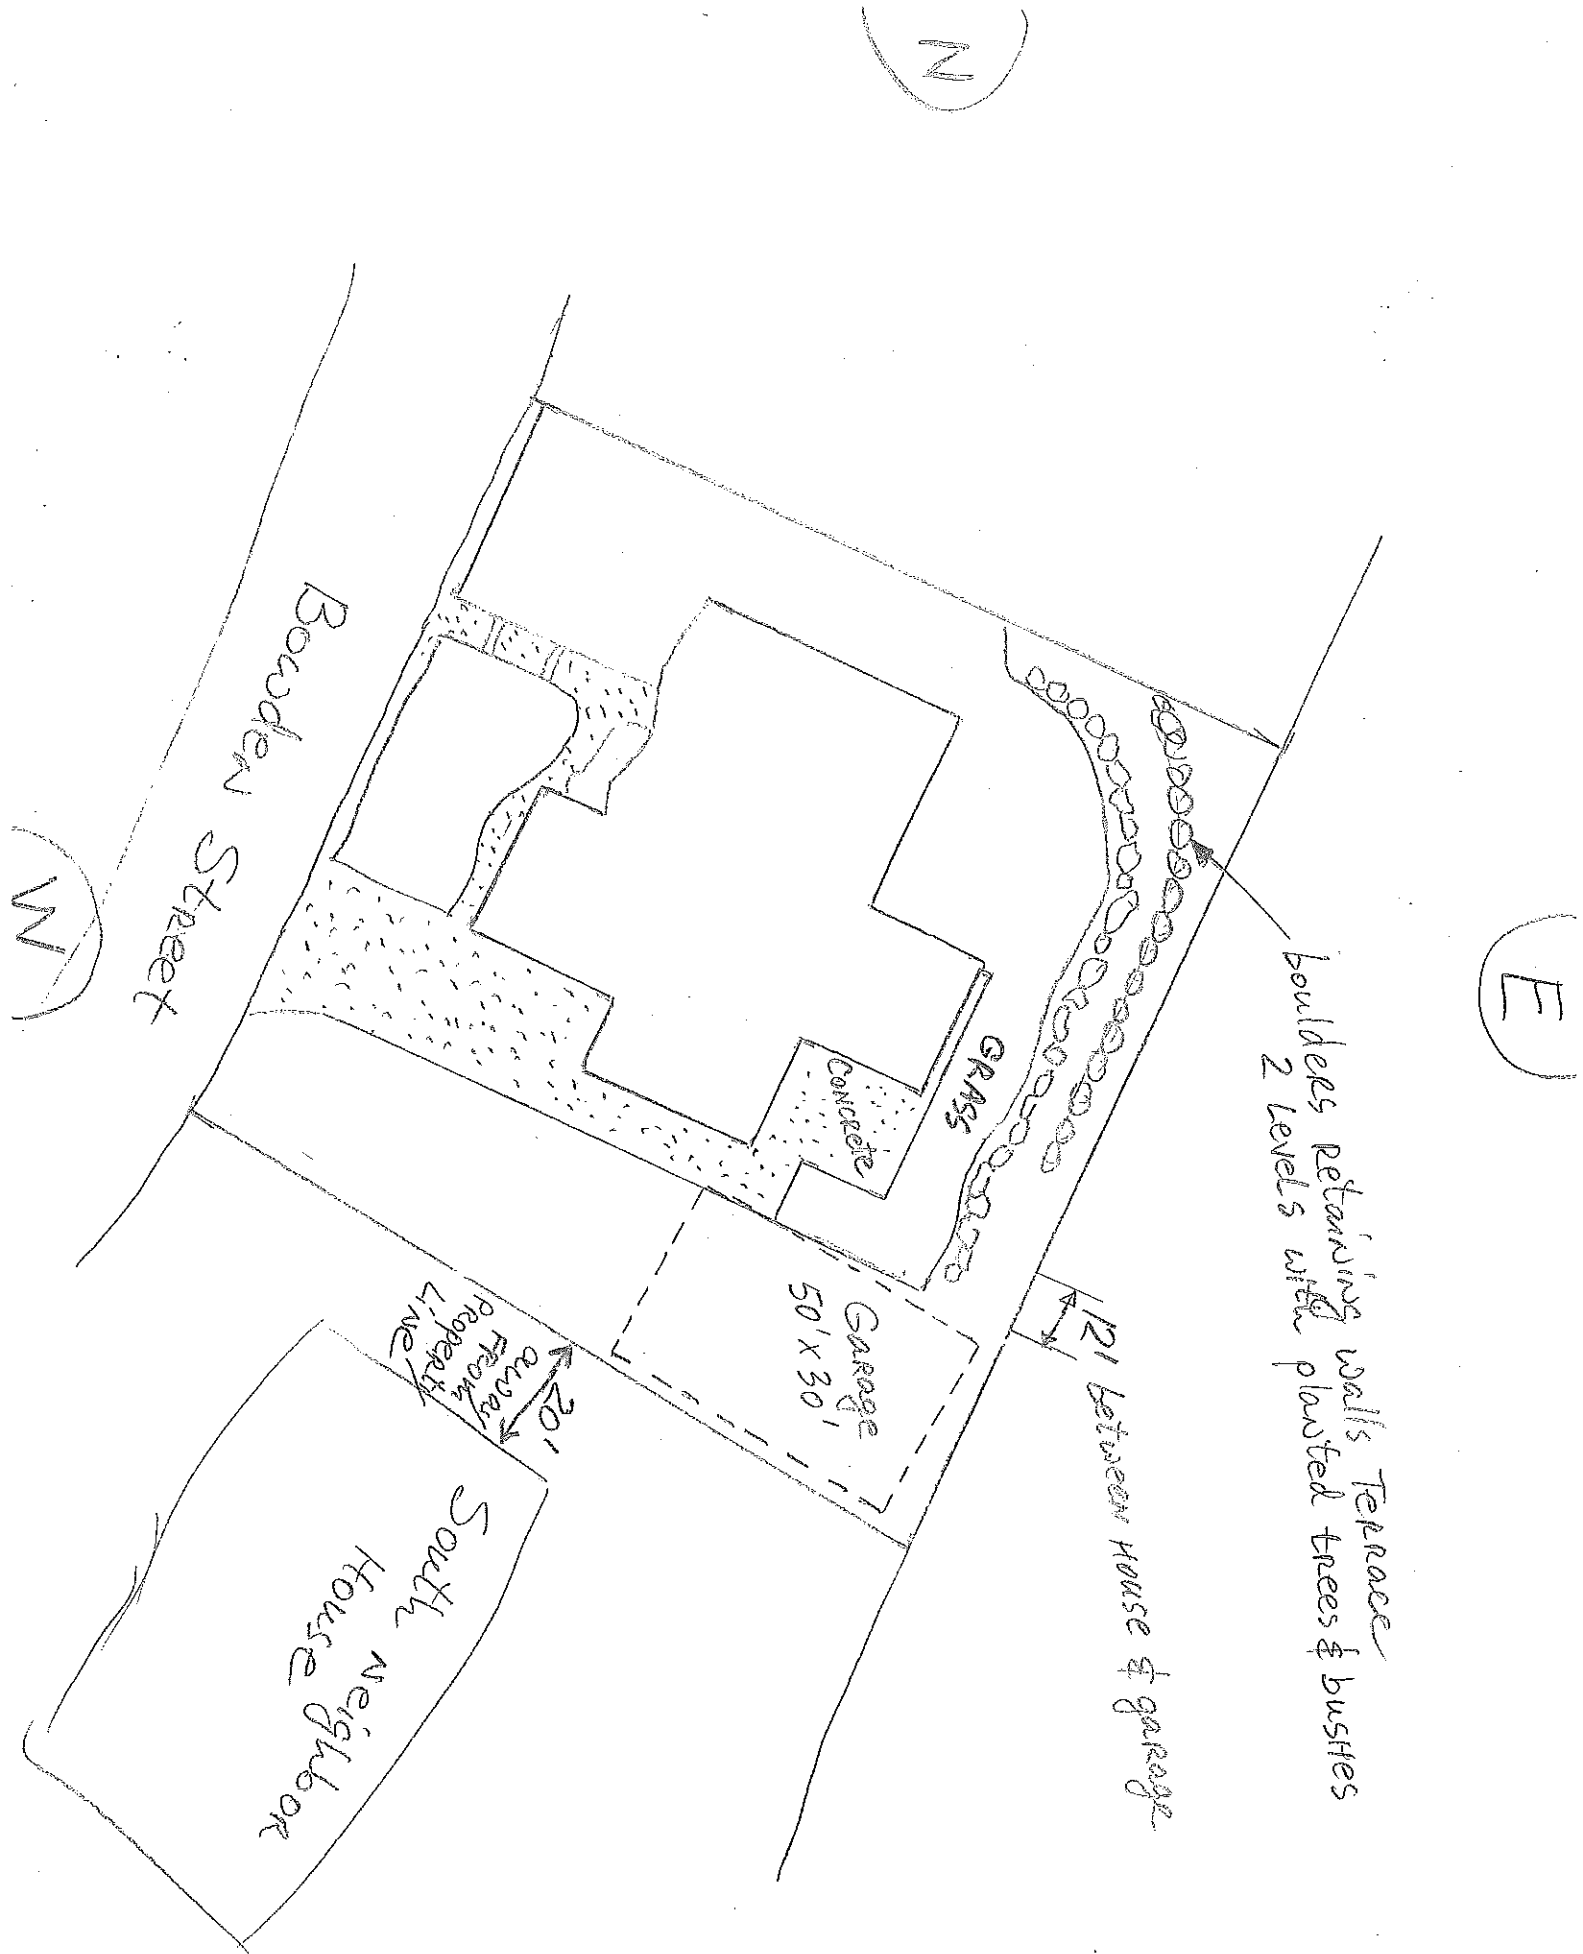 N
E
boulders Retaining walls Terrace
2 Levels with planted trees & bushes
12' between House & garage
GRASS
CONCRETE
Garage
50' x 30'
20'
away
From
Property
Line
Bowden Street
South neighbor
House
W